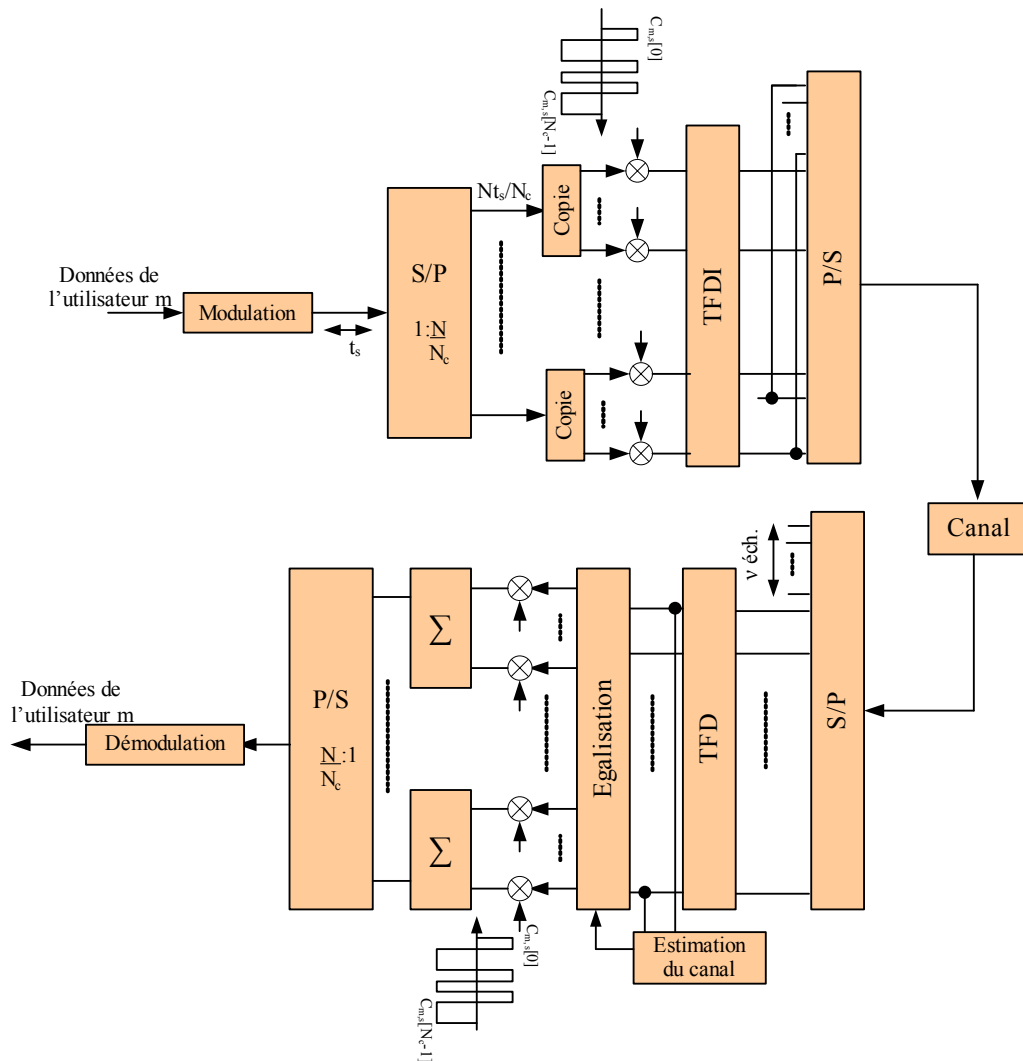 C_{m,s}[0]
C_{m,s}[N_c-1]
Nt_s/N_c
Copie
S/P
1:N
N_c
Données de
l'utilisateur m
Modulation
t_s
Copie
TFDI
P/S
Canal
ν éch.
S/P
TFD
Egalisation
Σ
Σ
P/S
N:1
N_c
Données de
l'utilisateur m
Démodulation
Estimation
du canal
C_{m,s}[0]
C_{m,s}[N_c-1]